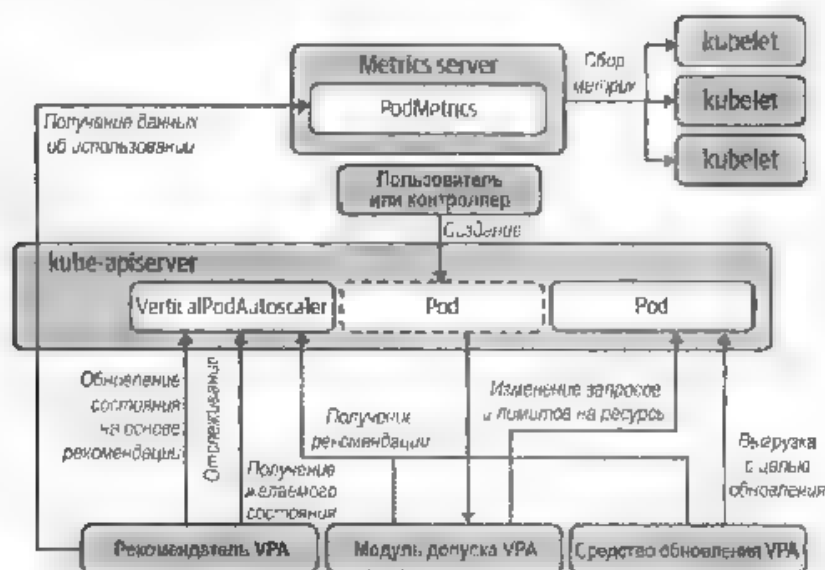 Metrics server
PodMetrics
Сбор
метрик
kubelet
kubelet
kubelet
Получение данных
об использовании
Пользователь
или контроллер
Создание
kube-apiserver
VerticalPodAutoscaler
Pod
Pod
Обновление
состояния
на основе
рекомендации
Отслеживание
Получение
желаемого
состояния
Получение
рекомендации
Изменение запросов
и лимитов на ресурсы
Выгрузка
с целью
обновления
Рекомендатель VPA
Модуль допуска VPA
Средство обновления VPA